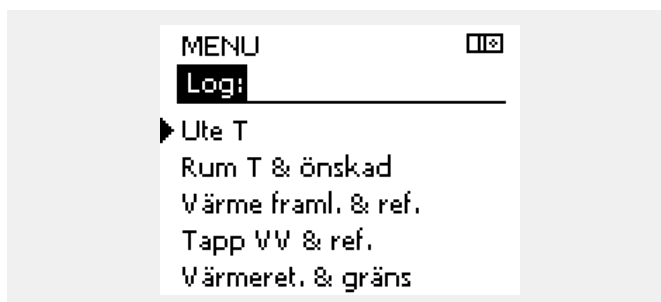 MENU
Log:
Ute T
Rum T & önskad
Värme framl. & ref.
Tapp VV & ref.
Värmeret. & gräns